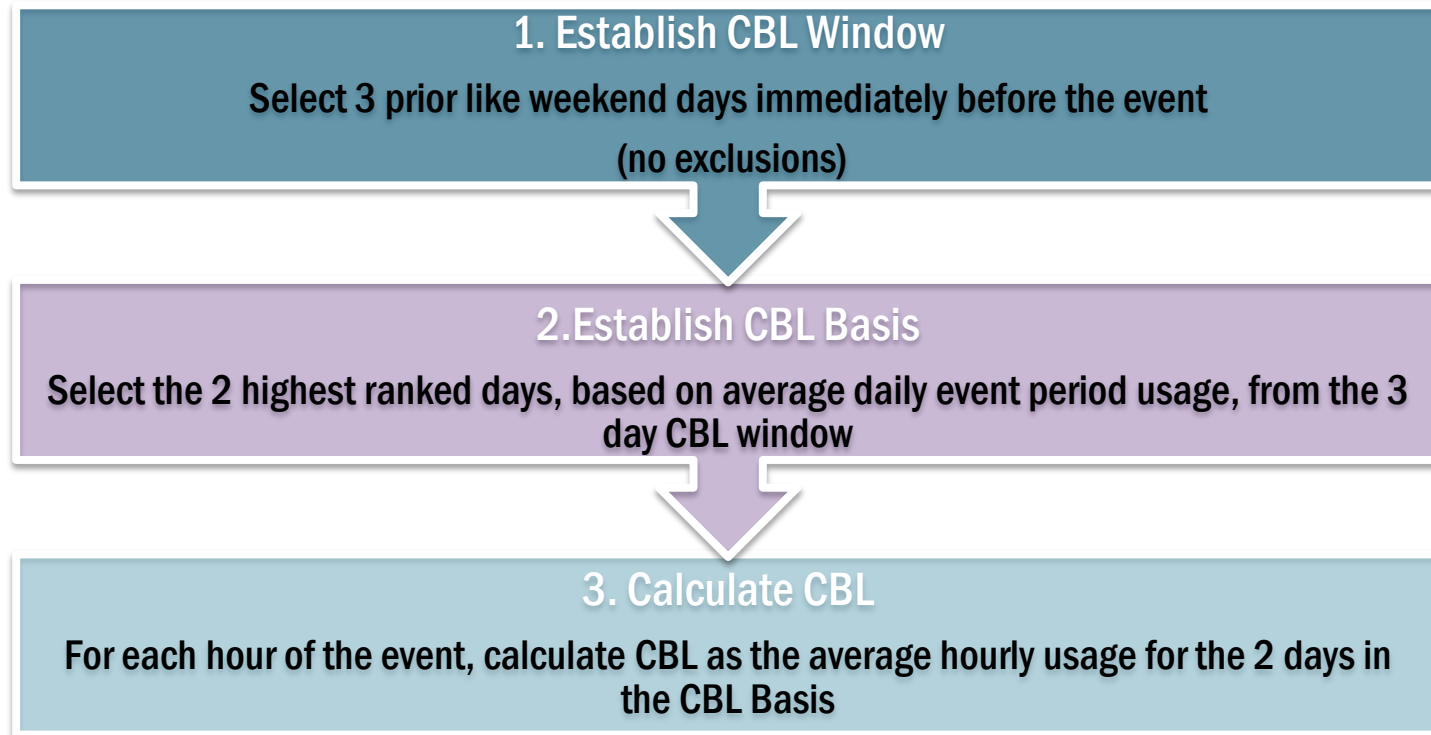 1. Establish CBL Window
Select 3 prior like weekend days immediately before the event
(no exclusions)
2.Establish CBL Basis
Select the 2 highest ranked days, based on average daily event period usage, from the 3
day CBL window
3. Calculate CBL
For each hour of the event, calculate CBL as the average hourly usage for the 2 days in
the CBL Basis